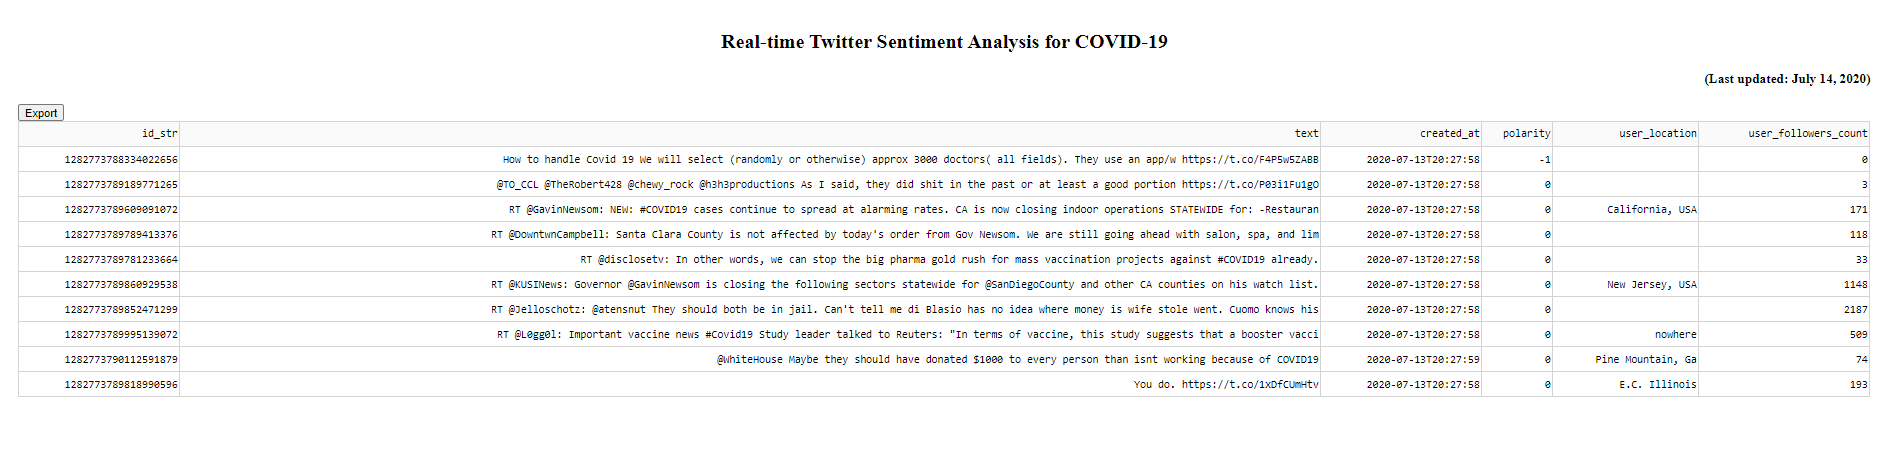 Real-time Twitter Sentiment Analysis for COVID-19
(Last updated: July 14, 2020)
Export
id_str text created_at polarity user_location user_followers_count
1282773788334022656 How to handle Covid 19 We will select (randomly or otherwise) approx 3000 doctors( all fields). They use an app/w https://t.co/F4P5w5ZABB 2020-07-13T20:27:58 -1 0
1282773789189771265 @TO_CCL @TheRobert428 @chewy_rock @h3h3productions As I said, they did shit in the past or at least a good portion https://t.co/P03i1Fu1gO 2020-07-13T20:27:58 0 3
1282773789609091072 RT @GavinNewsom: NEW: #COVID19 cases continue to spread at alarming rates. CA is now closing indoor operations STATEWIDE for: -Restauran 2020-07-13T20:27:58 0 California, USA 171
1282773789789413376 RT @DowntwnCampbell: Santa Clara County is not affected by today's order from Gov Newsom. We are still going ahead with salon, spa, and lim 2020-07-13T20:27:58 0 118
1282773789781233664 RT @disclosetv: In other words, we can stop the big pharma gold rush for mass vaccination projects against #COVID19 already. 2020-07-13T20:27:58 0 33
1282773789860929538 RT @KUSINews: Governor @GavinNewsom is closing the following sectors statewide for @SanDiegoCounty and other CA counties on his watch list. 2020-07-13T20:27:58 0 New Jersey, USA 1148
1282773789852471299 RT @Jelloschotz: @atensnut They should both be in jail. Can't tell me di Blasio has no idea where money is wife stole went. Cuomo knows his 2020-07-13T20:27:58 0 2187
1282773789995139072 RT @L0gg0l: Important vaccine news #Covid19 Study leader talked to Reuters: "In terms of vaccine, this study suggests that a booster vacci 2020-07-13T20:27:58 0 nowhere 509
1282773790112591879 @WhiteHouse Maybe they should have donated $1000 to every person than isnt working because of COVID19 2020-07-13T20:27:59 0 Pine Mountain, Ga 74
1282773789818990596 You do. https://t.co/1xDfCUmHtv 2020-07-13T20:27:58 0 E.C. Illinois 193